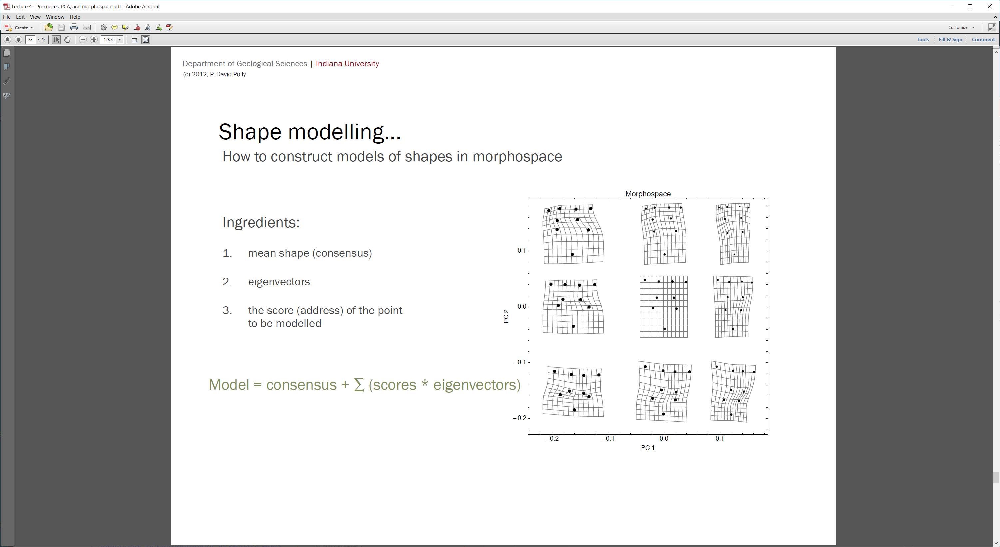 Lecture 4 - Procrustes, PCA, and morphospace.pdf - Adobe Acrobat
File Edit View Window Help
Create Customize
38 / 42 128% Tools Fill & Sign Comment
Department of Geological Sciences | Indiana University
(c) 2012, P. David Polly
Shape modelling...
How to construct models of shapes in morphospace
Ingredients:
1. mean shape (consensus)
2. eigenvectors
3. the score (address) of the point
to be modelled
Model = consensus + ∑ (scores * eigenvectors)
Morphospace
0.1
0.0
−0.1
−0.2
PC 2
−0.2 −0.1 0.0 0.1
PC 1